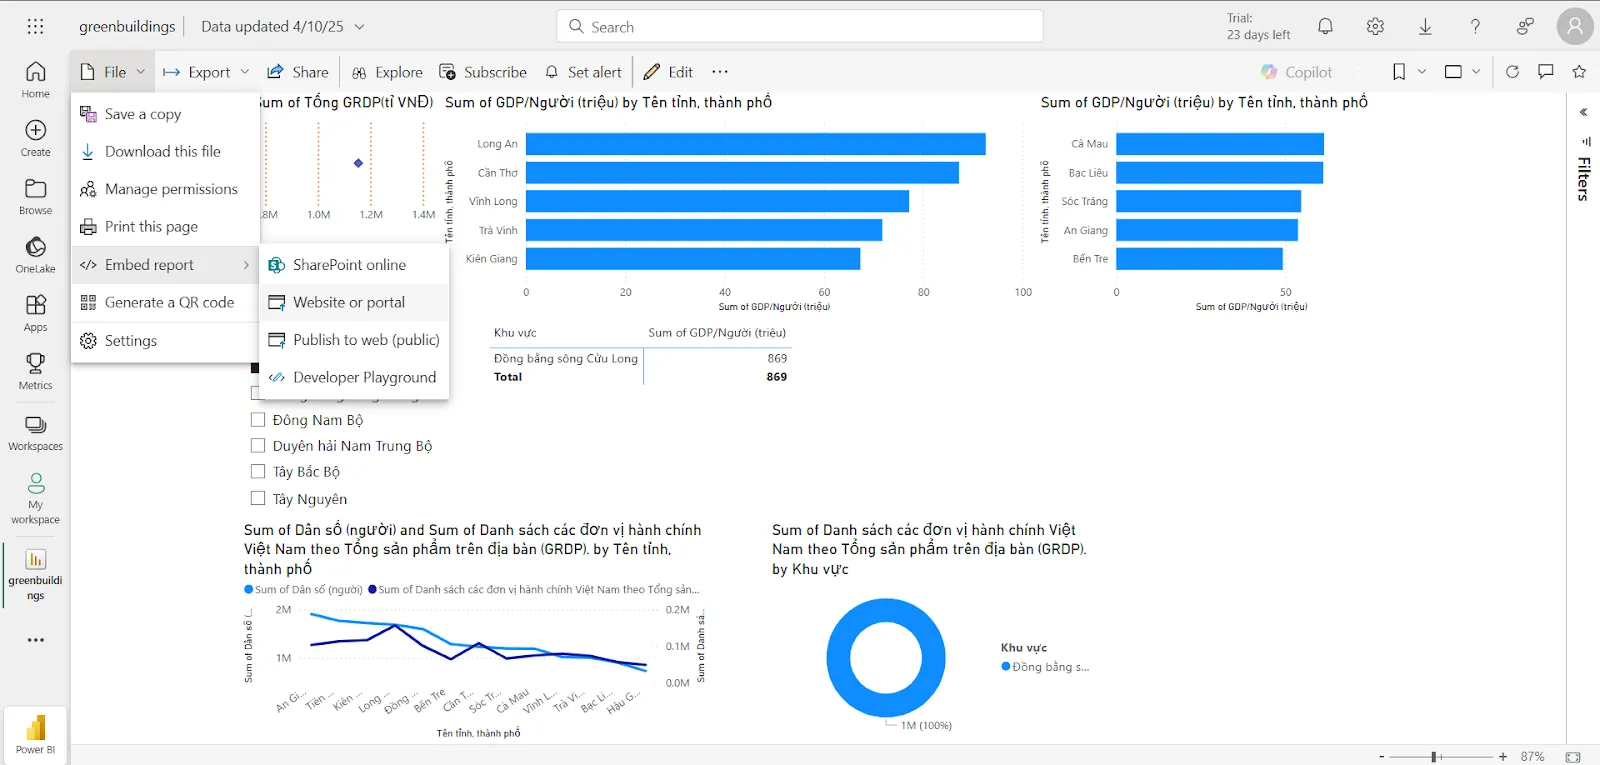 greenbuildings
Data updated 4/10/25
Search
Trial:
23 days left
File
Export
Share
Explore
Subscribe
Set alert
Edit
Copilot
Home
Create
Browse
OneLake
Apps
Metrics
Workspaces
My
workspace
greenbuildi
ngs
Power BI
Save a copy
Download this file
Manage permissions
Print this page
Embed report
Generate a QR code
Settings
SharePoint online
Website or portal
Publish to web (public)
Developer Playground
Sum of Tổng GRDP(tỉ VNĐ)
1.0M
1.2M
1.4M
Sum of GDP/Người (triệu) by Tên tỉnh, thành phố
Tên tỉnh, thành phố
Long An
Cần Thơ
Vĩnh Long
Trà Vinh
Kiên Giang
0
20
40
60
80
100
Sum of GDP/Người (triệu)
Sum of GDP/Người (triệu) by Tên tỉnh, thành phố
Tên tỉnh, thành phố
Cà Mau
Bạc Liêu
Sóc Trăng
An Giang
Bến Tre
0
50
Sum of GDP/Người (triệu)
Filters
Khu vực
Sum of GDP/Người (triệu)
Đồng bằng sông Cửu Long
869
Total
869
Đông Nam Bộ
Duyên hải Nam Trung Bộ
Tây Bắc Bộ
Tây Nguyên
Sum of Dân số (người) and Sum of Danh sách các đơn vị hành chính
Việt Nam theo Tổng sản phẩm trên địa bàn (GRDP). by Tên tỉnh,
thành phố
Sum of Dân số (người)
Sum of Danh sách các đơn vị hành chính Việt Nam theo Tổng sản...
Sum of Dân số (...
2M
1M
0.2M
0.1M
0.0M
Sum of Danh sá...
An Gi...
Tiền ...
Kiên ...
Long ...
Đồng ...
Bến Tre
Cần T...
Sóc Tr...
Cà Mau
Vĩnh L...
Trà Vi...
Bạc Li...
Hậu G...
Tên tỉnh, thành phố
Sum of Danh sách các đơn vị hành chính Việt
Nam theo Tổng sản phẩm trên địa bàn (GRDP).
by Khu vực
1M (100%)
Khu vực
Đồng bằng s...
87%